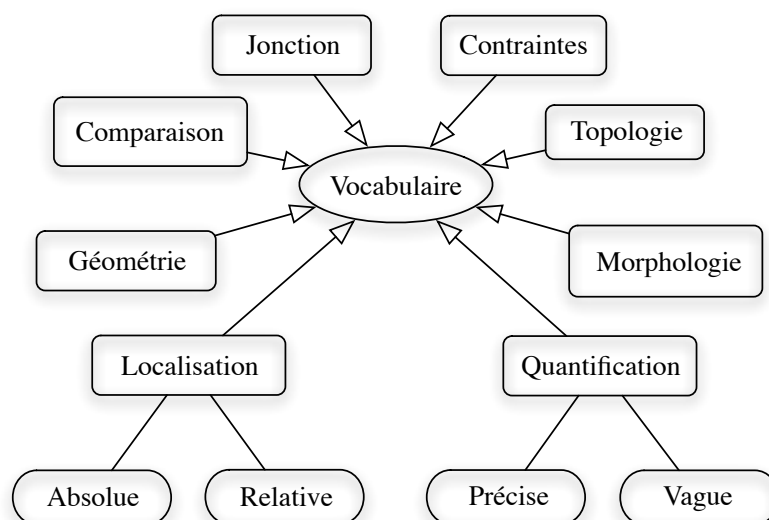 Jonction
Contraintes
Comparaison
Topologie
Vocabulaire
Géométrie
Morphologie
Localisation
Quantification
Absolue
Relative
Précise
Vague